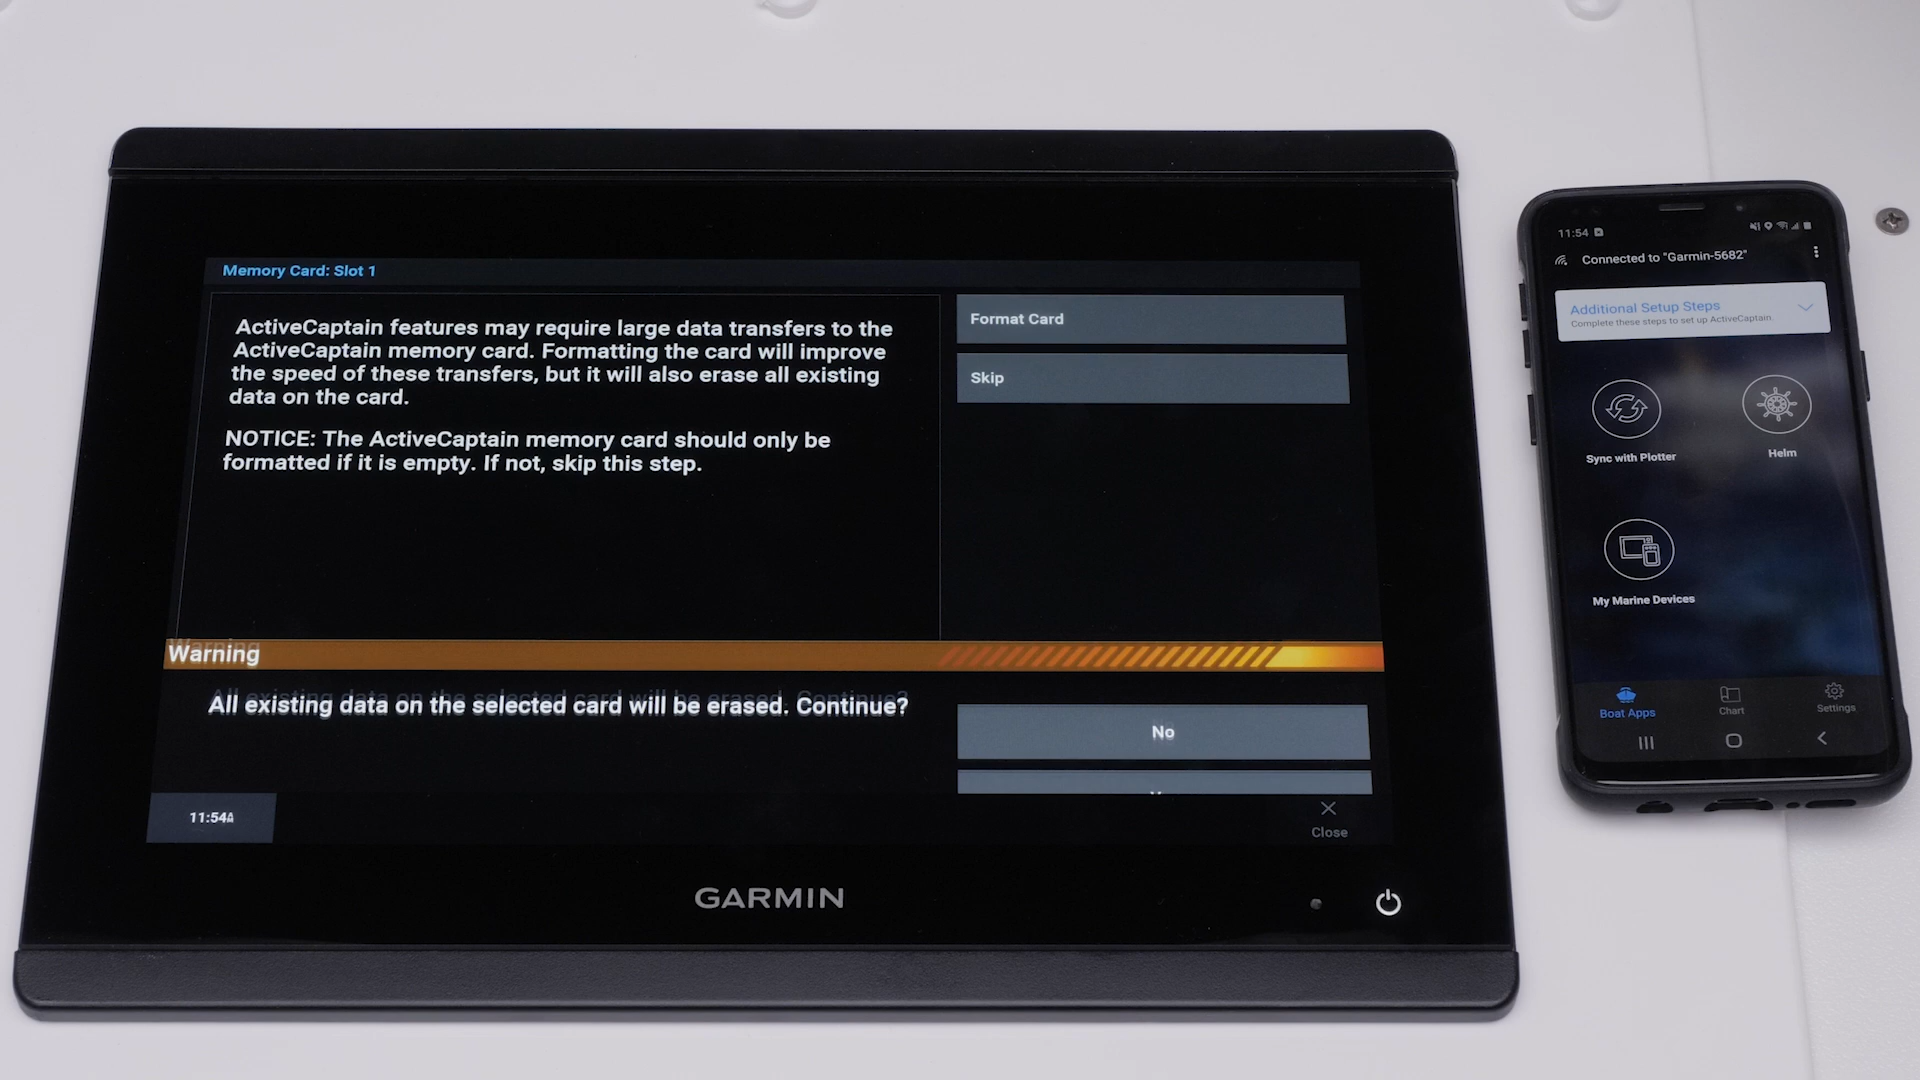 Memory Card: Slot 1
ActiveCaptain features may require large data transfers to the
ActiveCaptain memory card. Formatting the card will improve
the speed of these transfers, but it will also erase all existing
data on the card.
NOTICE: The ActiveCaptain memory card should only be
formatted if it is empty. If not, skip this step.
Format Card
Skip
Warning
All existing data on the selected card will be erased. Continue?
No
11:54A
Close
GARMIN
11:54
Connected to "Garmin-5682"
Additional Setup Steps
Complete these steps to set up ActiveCaptain.
Sync with Plotter
Helm
My Marine Devices
Boat Apps
Chart
Settings